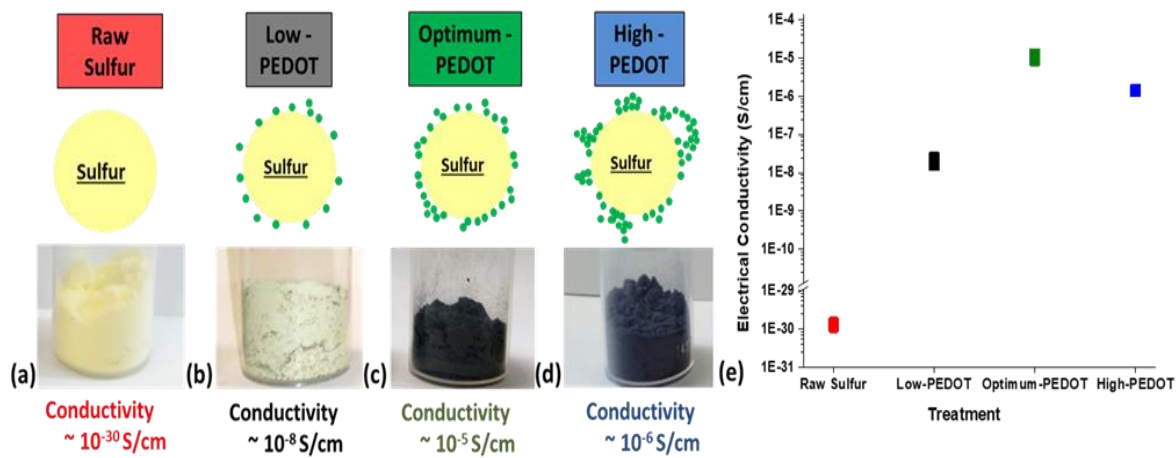 Raw
Sulfur
Low -
PEDOT
Optimum -
PEDOT
High -
PEDOT
Sulfur
Sulfur
Sulfur
Sulfur
(a)
(b)
(c)
(d)
Conductivity
~ 10⁻³⁰ S/cm
Conductivity
~ 10⁻⁸ S/cm
Conductivity
~ 10⁻⁵ S/cm
Conductivity
~ 10⁻⁶ S/cm
(e)
Electrical Conductivity (S/cm)
1E-4
1E-5
1E-6
1E-7
1E-8
1E-9
1E-10
1E-29
1E-30
1E-31
Raw Sulfur
Low-PEDOT
Optimum-PEDOT
High-PEDOT
Treatment